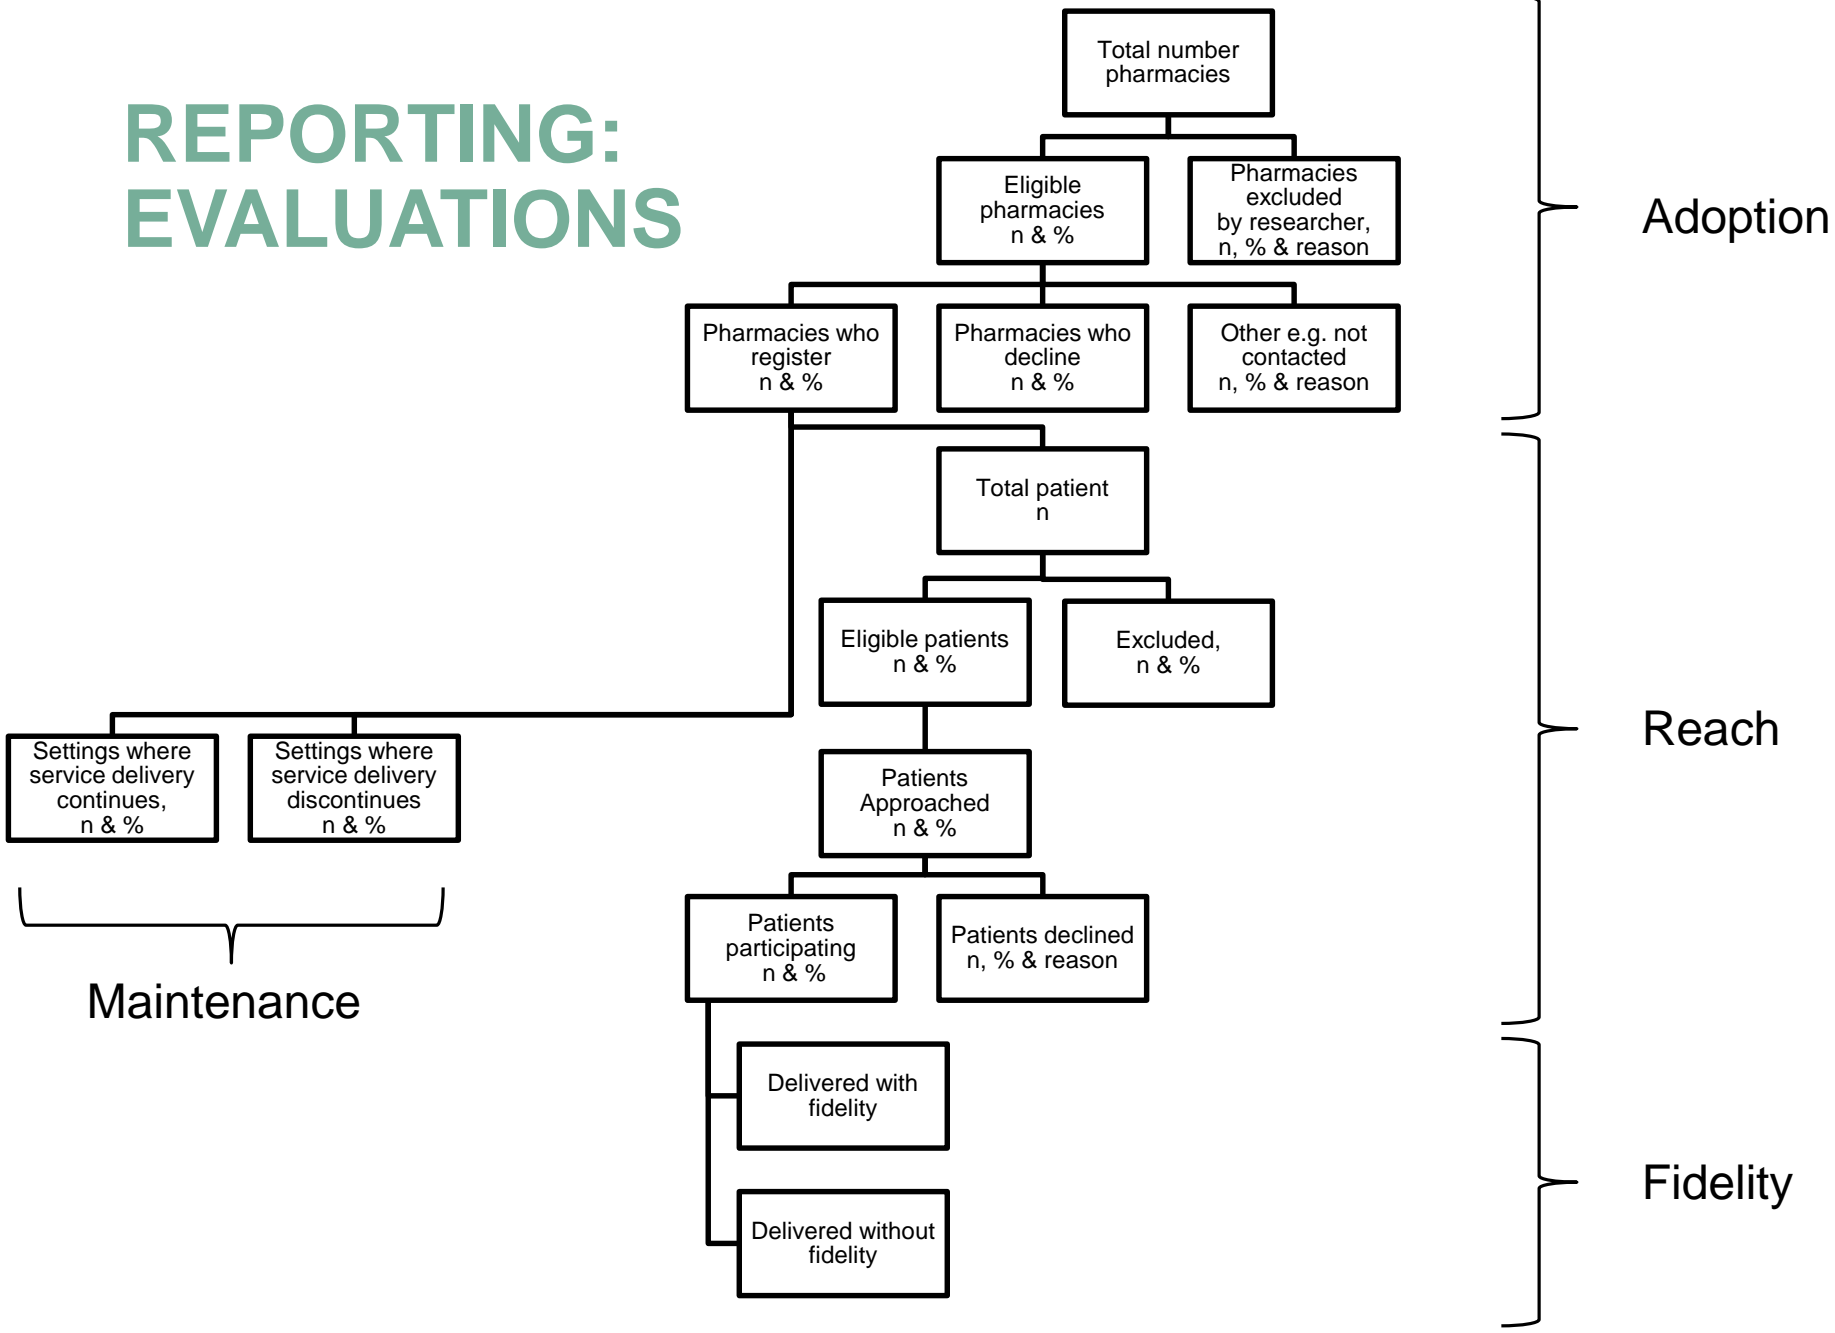 REPORTING:
EVALUATIONS
Total number
pharmacies
Eligible
pharmacies
n & %
Pharmacies
excluded
by researcher,
n, % & reason
Adoption
Pharmacies who
register
n & %
Pharmacies who
decline
n & %
Other e.g. not
contacted
n, % & reason
Total patient
n
Eligible patients
n & %
Excluded,
n & %
Reach
Settings where
service delivery
continues,
n & %
Settings where
service delivery
discontinues
n & %
Patients
Approached
n & %
Patients
participating
n & %
Patients declined
n, % & reason
Maintenance
Delivered with
fidelity
Delivered without
fidelity
Fidelity